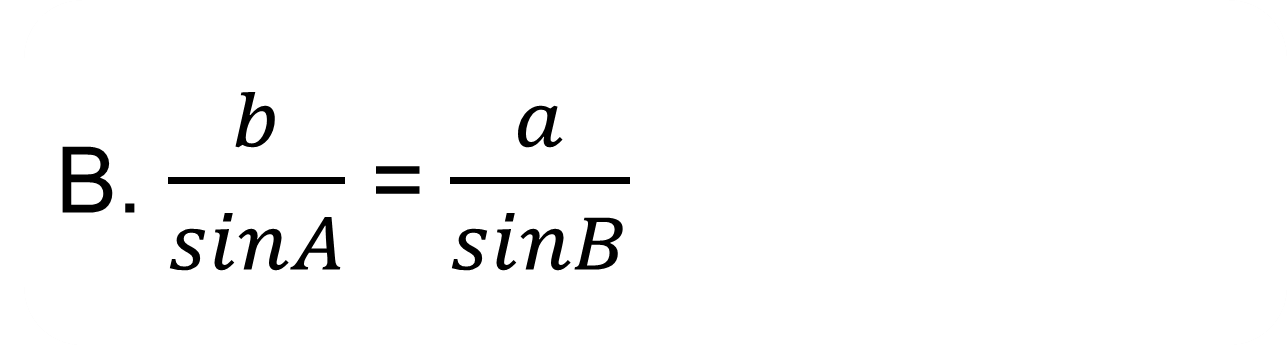 B. b/sinA = a/sinB